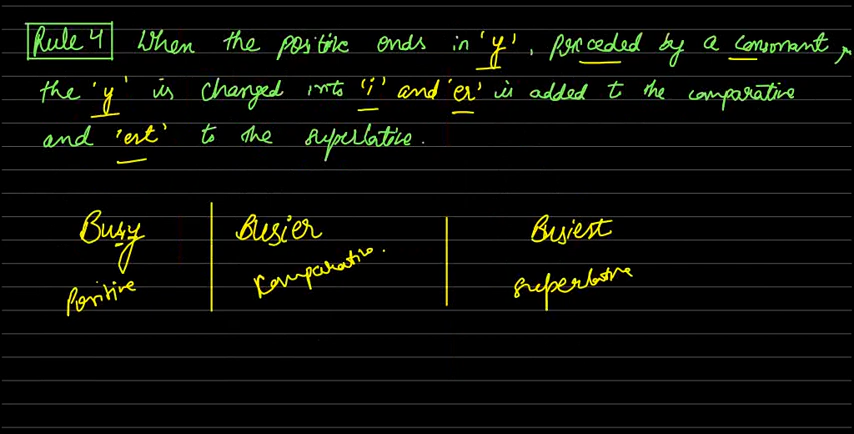 Rule 4 When the positive ends in 'y', preceded by a consonant,
the 'y' is changed into 'i' and 'er' is added to the comparative
and 'est' to the superlative.
Busy Busier Busiest
Positive Comparative. Superlative